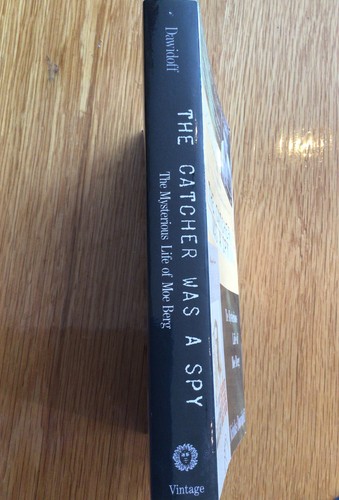 Dawidoff
THE CATCHER WAS A SPY
The Mysterious Life of Moe Berg
Vintage